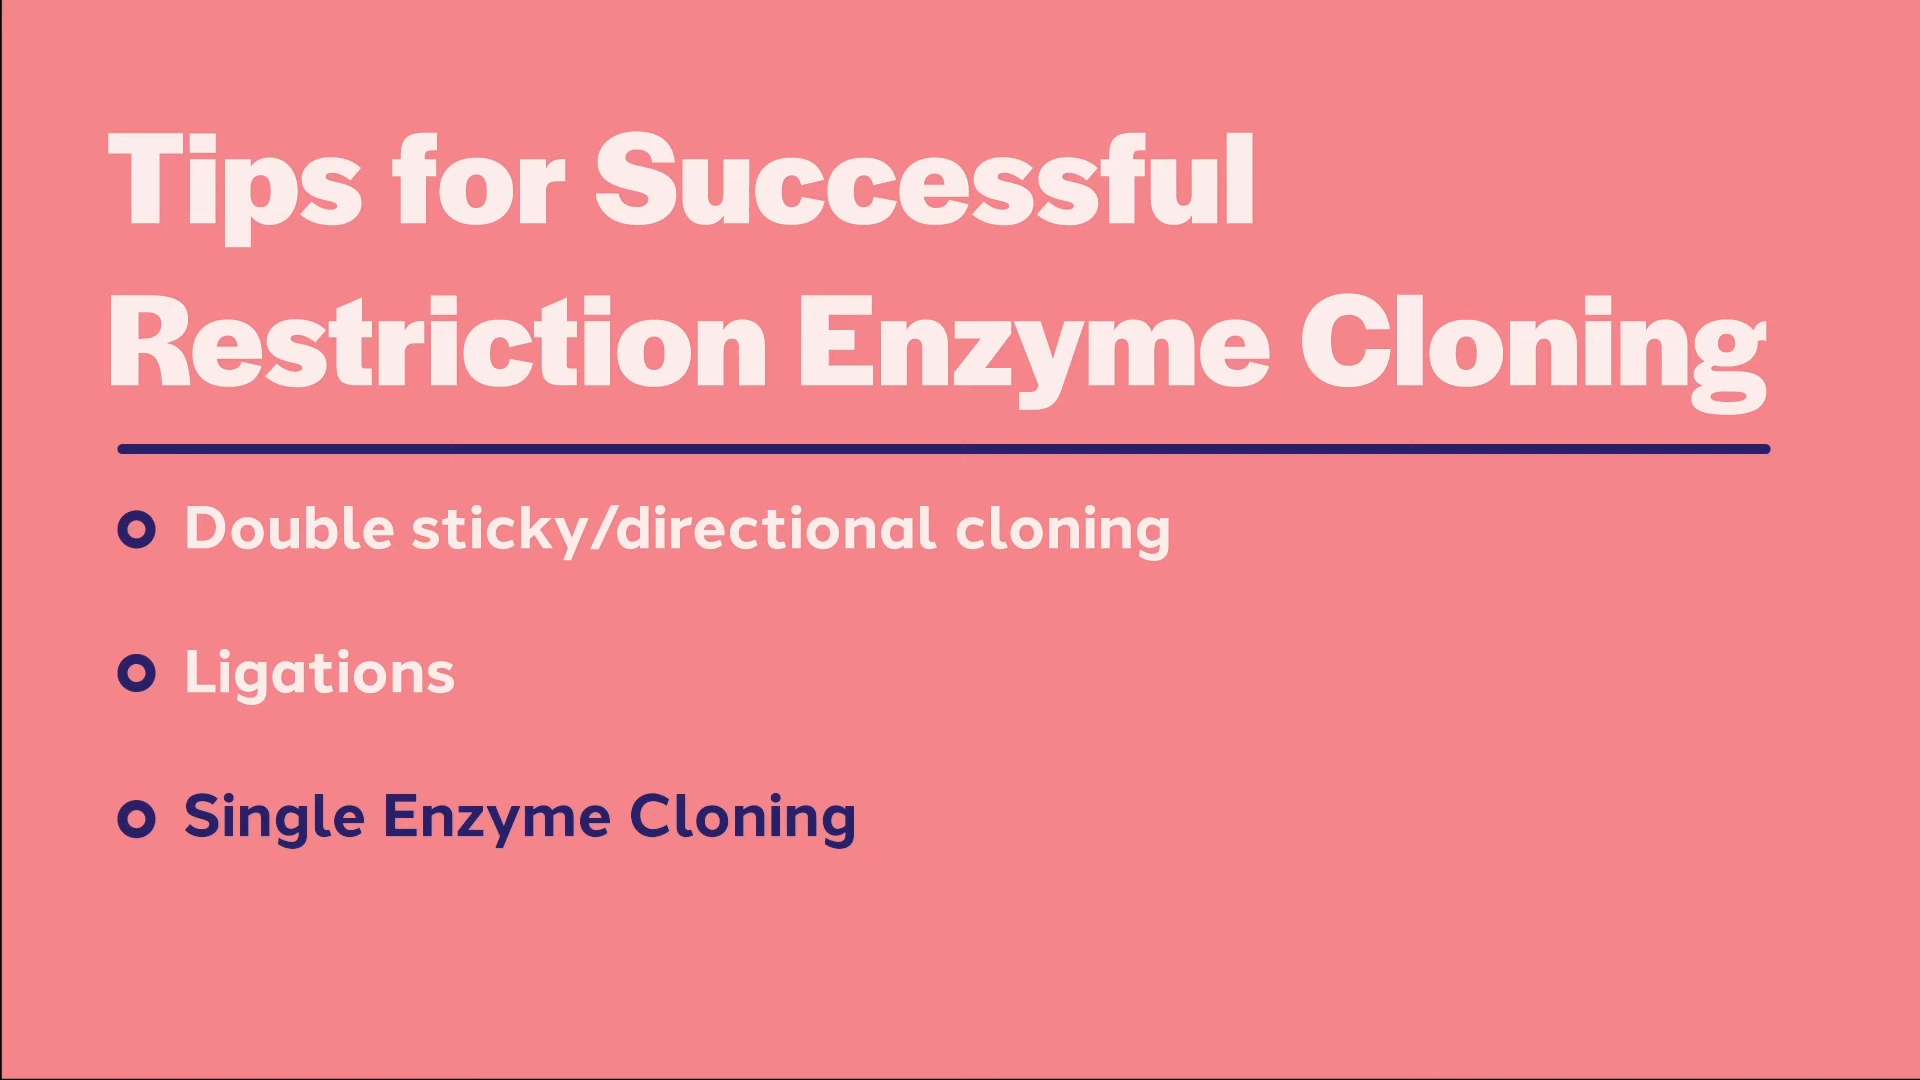 Tips for Successful
Restriction Enzyme Cloning
Double sticky/directional cloning
Ligations
Single Enzyme Cloning